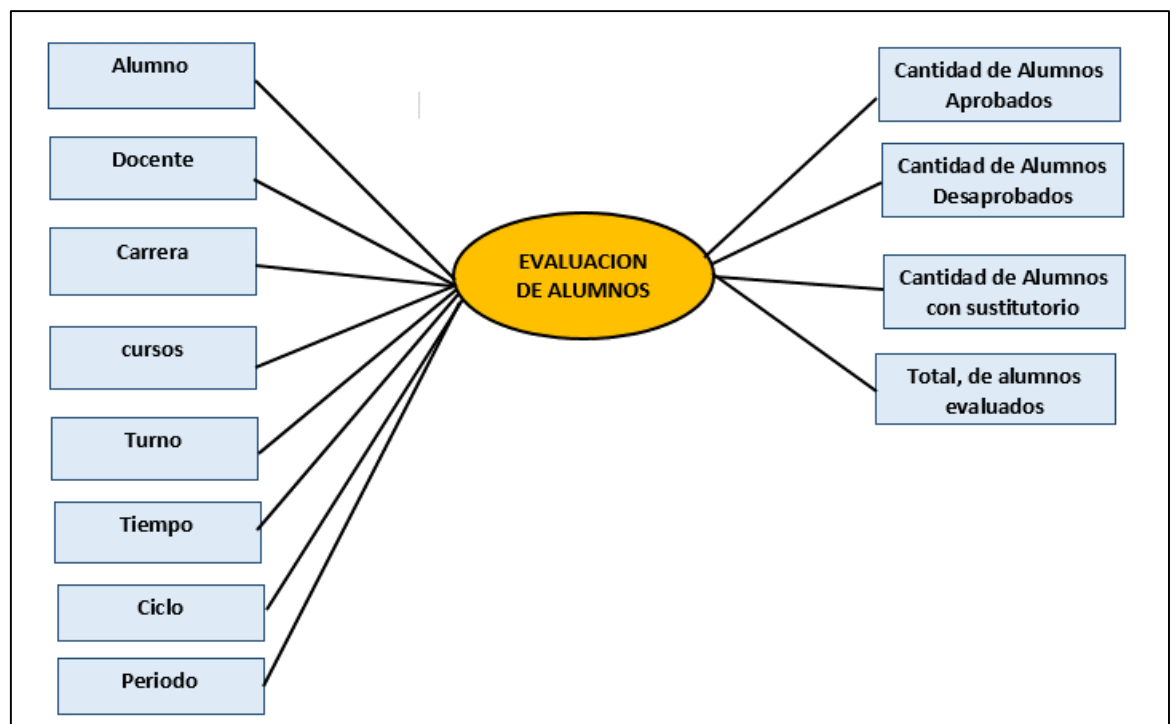 Alumno
Docente
Carrera
cursos
Turno
Tiempo
Ciclo
Periodo
EVALUACION
DE ALUMNOS
Cantidad de Alumnos
Aprobados
Cantidad de Alumnos
Desaprobados
Cantidad de Alumnos
con sustitutorio
Total, de alumnos
evaluados